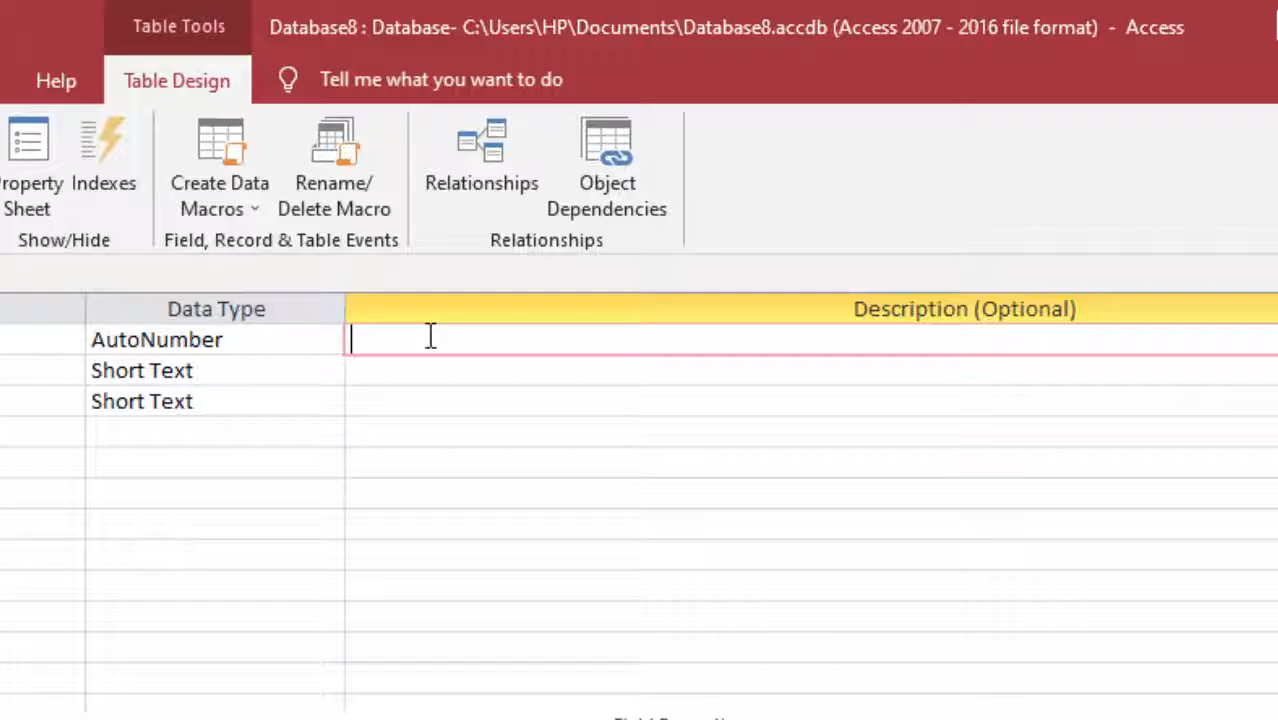 Table Tools
Database8 : Database- C:\Users\HP\Documents\Database8.accdb (Access 2007 - 2016 file format) - Access
Help
Table Design
Tell me what you want to do
Property
Sheet
Indexes
Create Data
Macros
Rename/
Delete Macro
Relationships
Object
Dependencies
Show/Hide
Field, Record & Table Events
Relationships
Data Type
Description (Optional)
AutoNumber
Short Text
Short Text